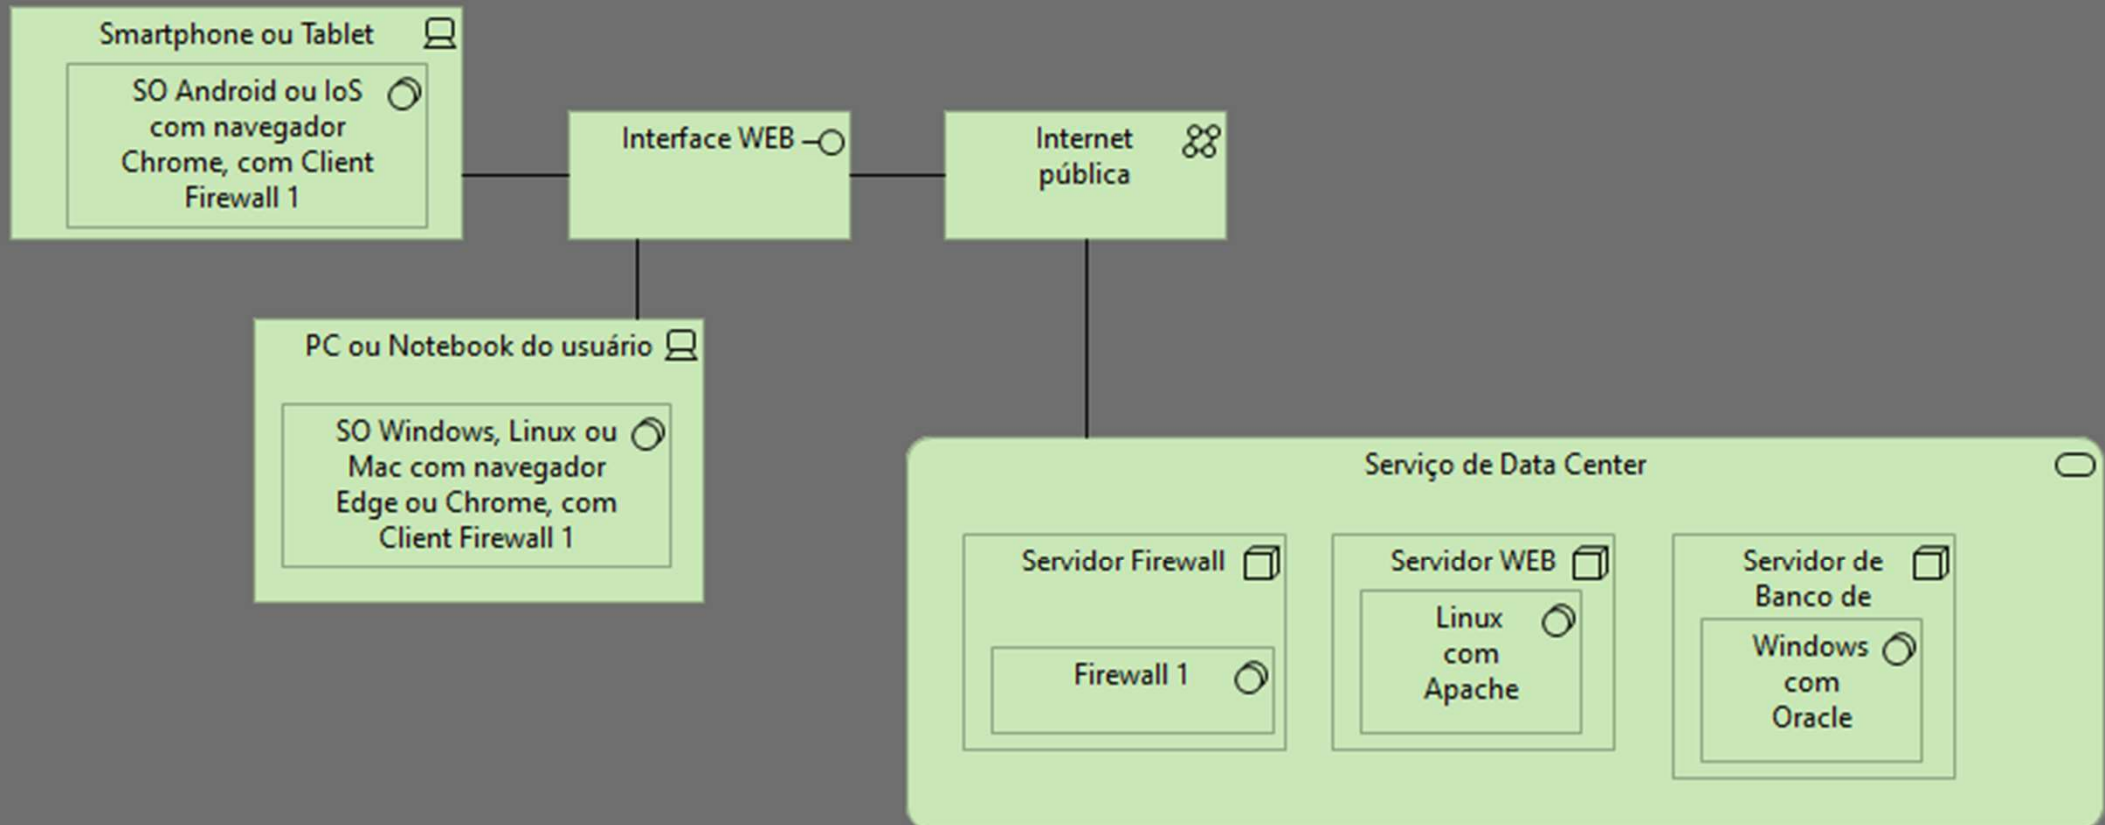 Smartphone ou Tablet
SO Android ou IoS
com navegador
Chrome, com Client
Firewall 1
Interface WEB
Internet
pública
PC ou Notebook do usuário
SO Windows, Linux ou
Mac com navegador
Edge ou Chrome, com
Client Firewall 1
Serviço de Data Center
Servidor Firewall
Firewall 1
Servidor WEB
Linux
com
Apache
Servidor de
Banco de
Windows
com
Oracle